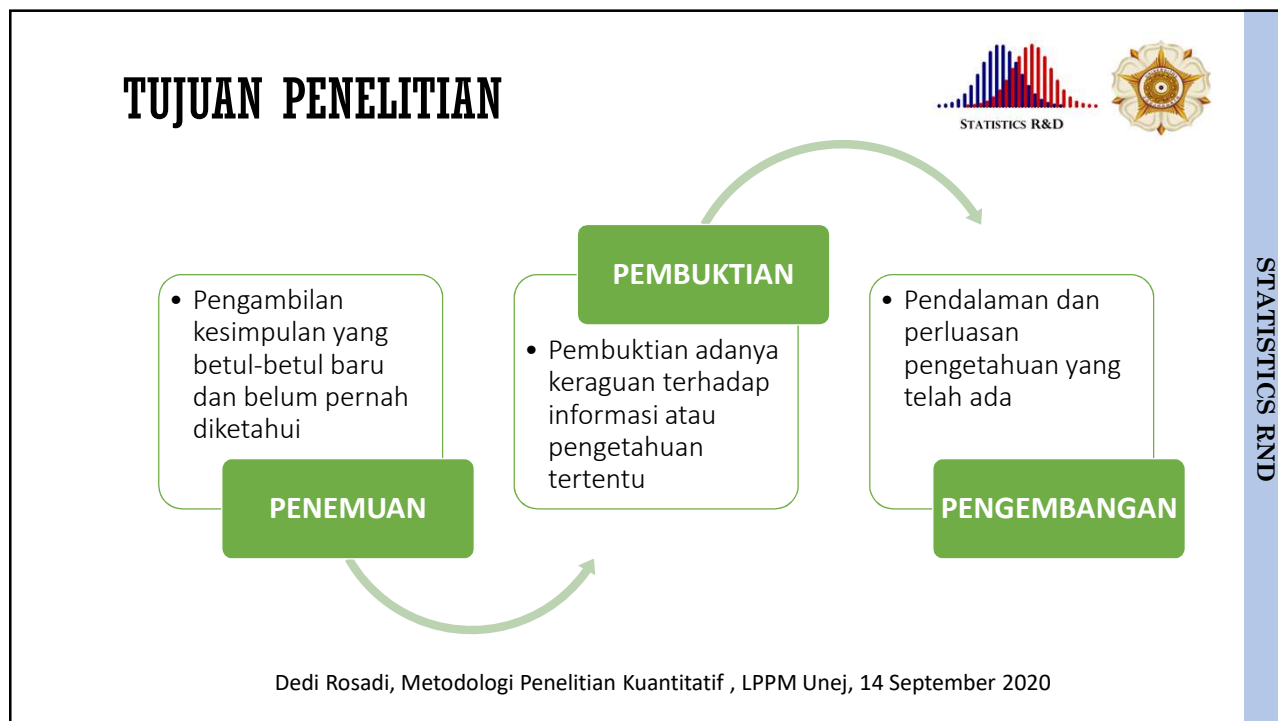 TUJUAN PENELITIAN
STATISTICS R&D
• Pengambilan
kesimpulan yang
betul-betul baru
dan belum pernah
diketahui
PENEMUAN
PEMBUKTIAN
• Pembuktian adanya
keraguan terhadap
informasi atau
pengetahuan
tertentu
• Pendalaman dan
perluasan
pengetahuan yang
telah ada
PENGEMBANGAN
STATISTICS RND
Dedi Rosadi, Metodologi Penelitian Kuantitatif , LPPM Unej, 14 September 2020